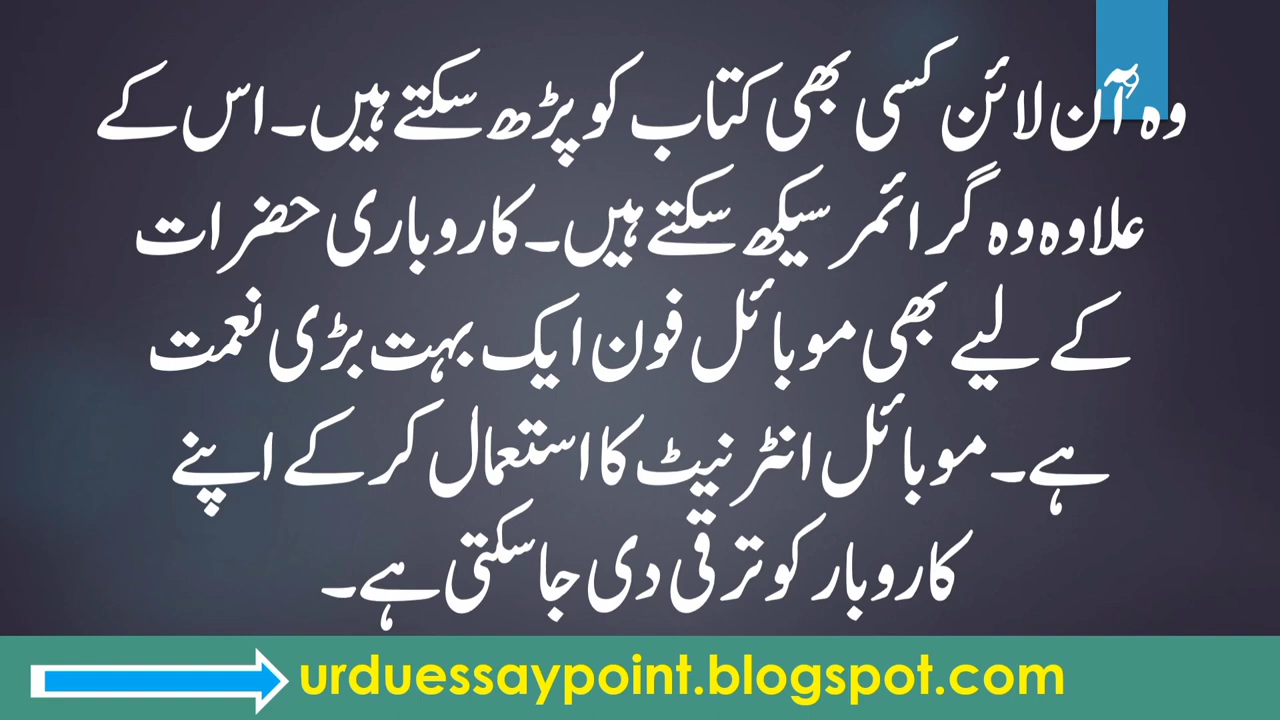 وہ آن لائن کسی بھی کتاب کو پڑھ سکتے ہیں۔ اس کے
علاوہ وہ گرائمر سیکھ سکتے ہیں۔ کاروباری حضرات
کے لیے بھی موبائل فون ایک بہت بڑی نعمت
ہے۔ موبائل انٹرنیٹ کا استعمال کر کے اپنے
کاروبار کو ترقی دی جا سکتی ہے۔
urduessaypoint.blogspot.com